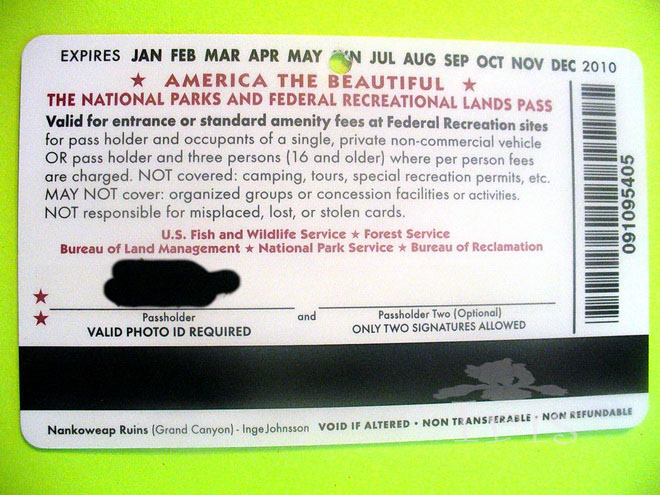 EXPIRES JAN FEB MAR APR MAY JUL AUG SEP OCT NOV DEC 2010
★ AMERICA THE BEAUTIFUL ★
THE NATIONAL PARKS AND FEDERAL RECREATIONAL LANDS PASS
Valid for entrance or standard amenity fees at Federal Recreation sites
for pass holder and occupants of a single, private non-commercial vehicle
OR pass holder and three persons (16 and older) where per person fees
are charged. NOT covered: camping, tours, special recreation permits, etc.
MAY NOT cover: organized groups or concession facilities or activities.
NOT responsible for misplaced, lost, or stolen cards.
U.S. Fish and Wildlife Service ★ Forest Service
Bureau of Land Management ★ National Park Service ★ Bureau of Reclamation
091095405
Passholder and Passholder Two (Optional)
VALID PHOTO ID REQUIRED ONLY TWO SIGNATURES ALLOWED
Nankoweap Ruins (Grand Canyon) - Inge Johnsson VOID IF ALTERED • NON TRANSFERABLE • NON REFUNDABLE